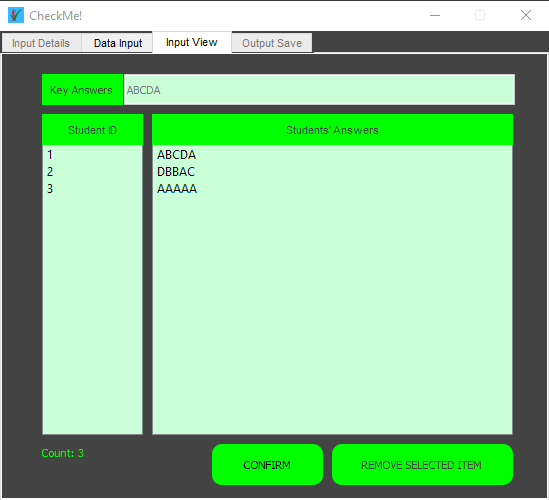 CheckMe!
Input Details Data Input Input View Output Save
Key Answers ABCDA
Student ID Students' Answers
1 ABCDA
2 DBBAC
3 AAAAA
Count: 3 CONFIRM REMOVE SELECTED ITEM